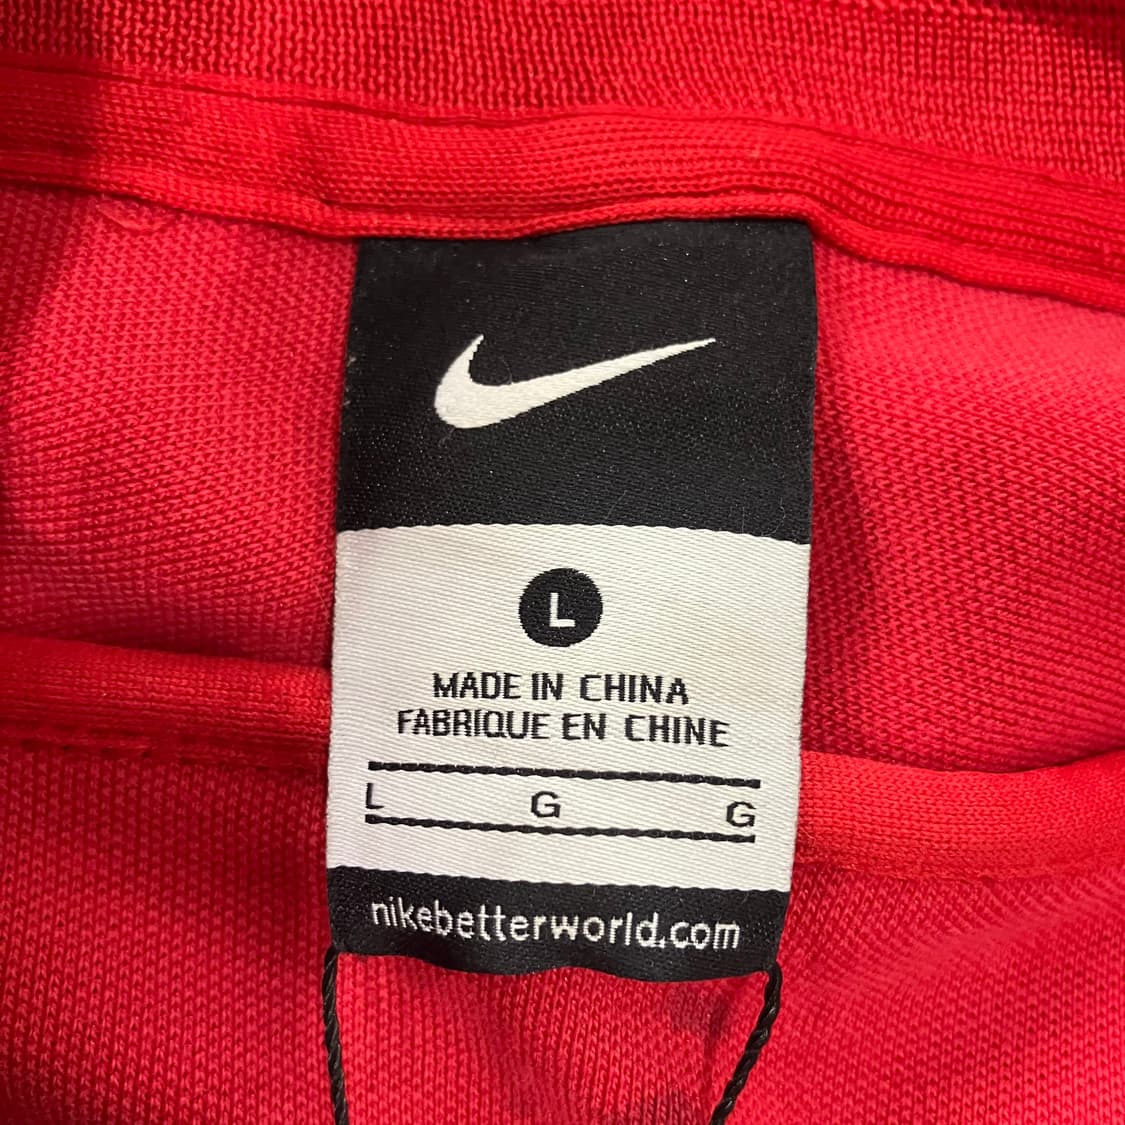 L
MADE IN CHINA
FABRIQUE EN CHINE
L G G
nikebetterworld.com